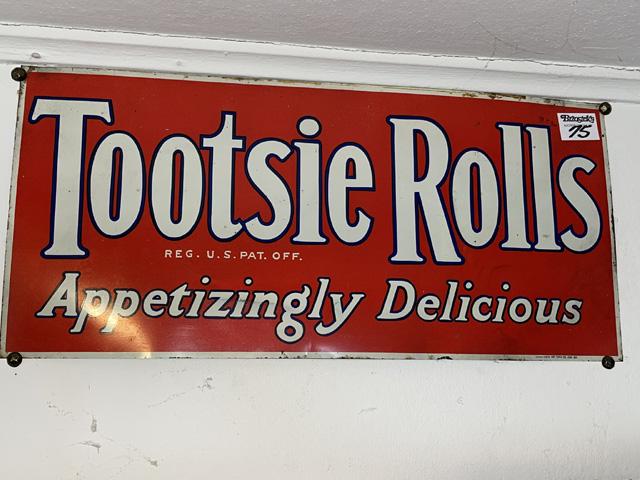 Tootsie Rolls
75
REG. U.S. PAT. OFF.
Appetizingly Delicious